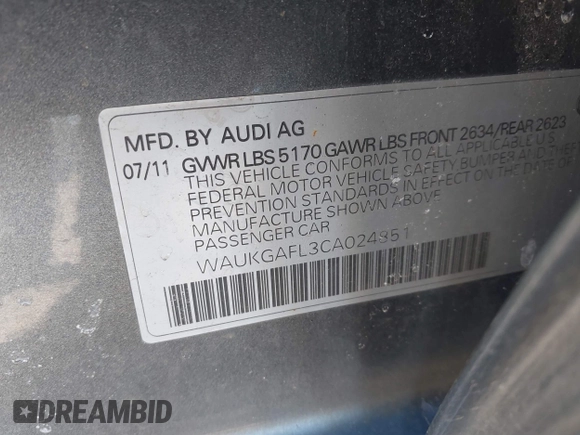 MFD. BY AUDI AG
07/11 GVWR LBS 5170 GAWR LBS FRONT 2634/REAR 2623
THIS VEHICLE CONFORMS TO ALL APPLICABLE
FEDERAL MOTOR VEHICLE SAFETY BUMPER AND THEFT
PREVENTION STANDARDS IN EFFECT ON THE DATE OF
MANUFACTURE SHOWN ABOVE
PASSENGER CAR
WAUKGAFL3CA024951
DREAMBID